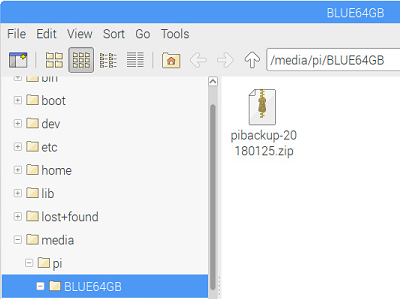 BLUE64GB
File Edit View Sort Go Tools
/media/pi/BLUE64GB
bin
boot
dev
etc
home
lib
lost+found
media
pi
BLUE64GB
pibackup-20
180125.zip